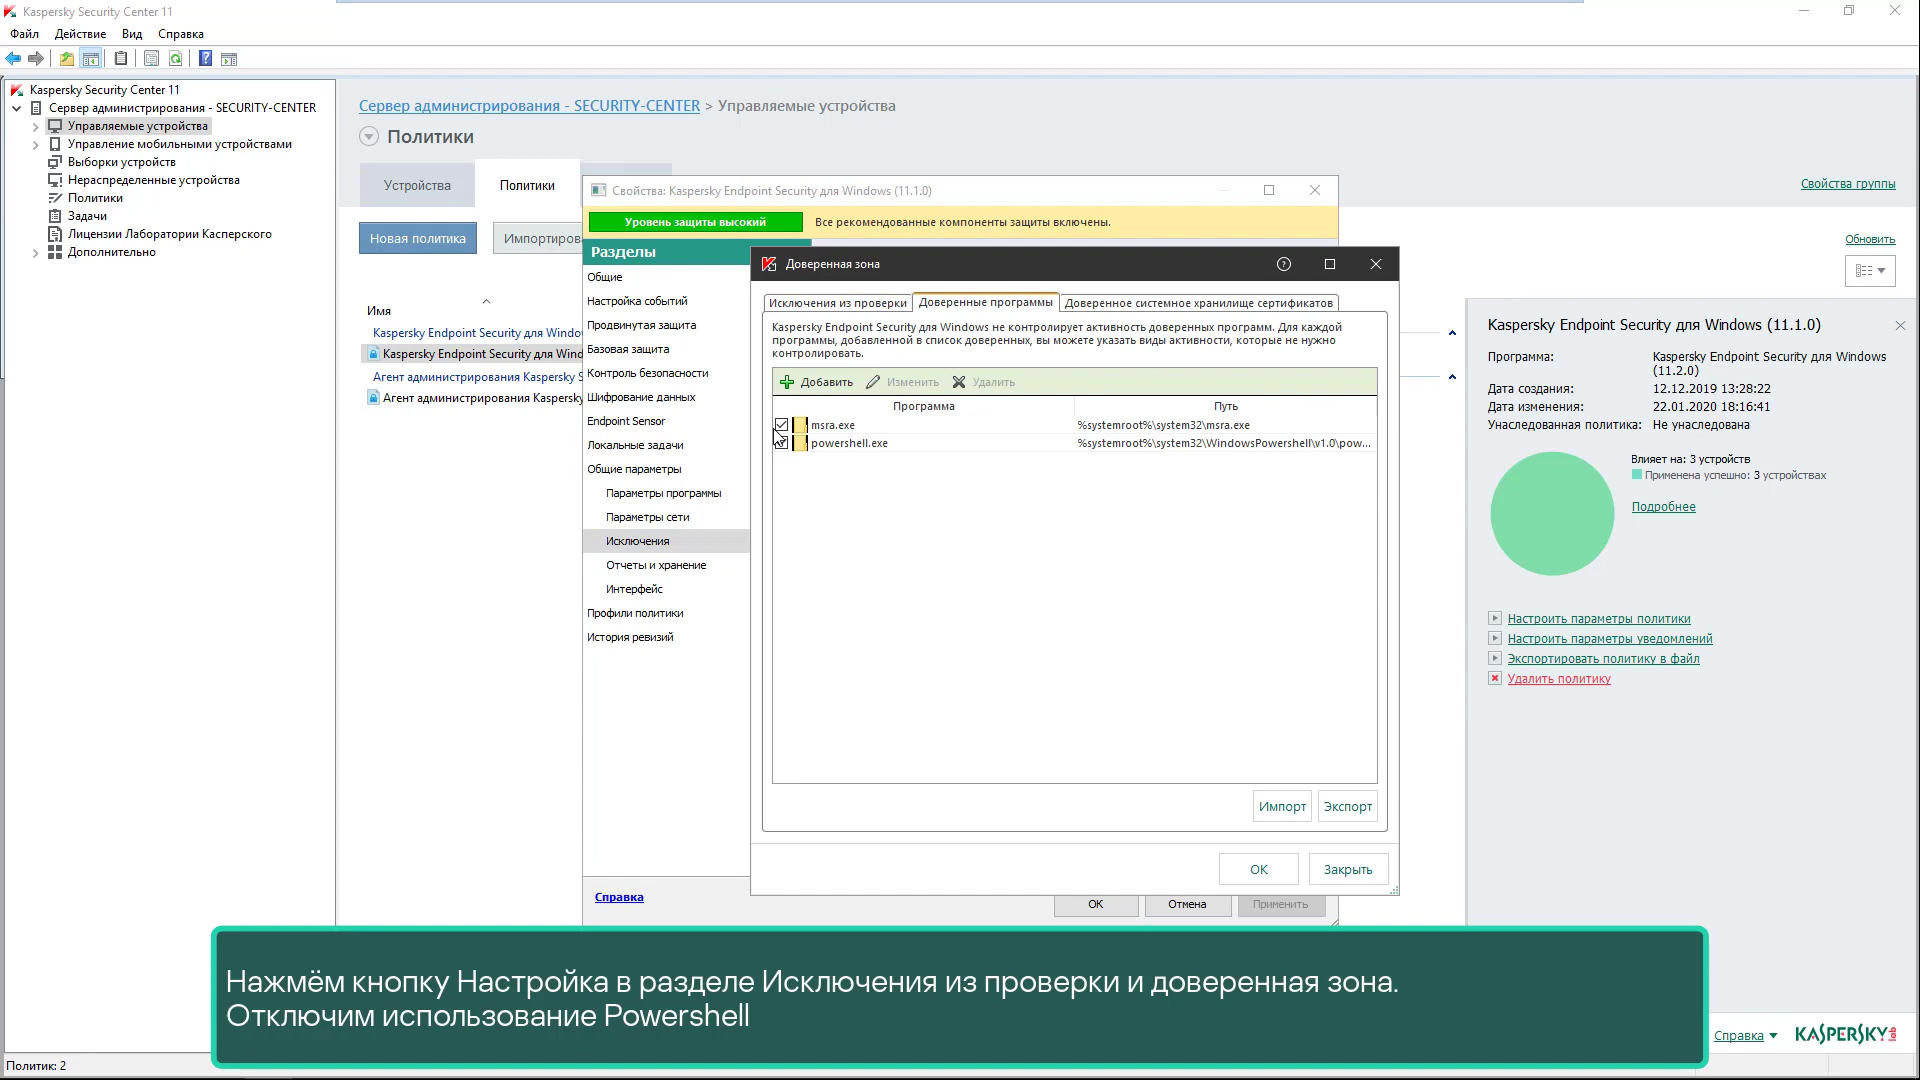 Kaspersky Security Center 11
Файл Действие Вид Справка
Kaspersky Security Center 11
Сервер администрирования - SECURITY-CENTER
Управляемые устройства
Управление мобильными устройствами
Выборки устройств
Нераспределенные устройства
Политики
Задачи
Лицензии Лаборатории Касперского
Дополнительно
Сервер администрирования - SECURITY-CENTER > Управляемые устройства
Политики
Устройства
Политики
Свойства группы
Новая политика
Импортиров
Обновить
Имя
Kaspersky Endpoint Security для Windo
Kaspersky Endpoint Security для Wind
Агент администрирования Kaspersky S
Агент администрирования Kaspersky
Свойства: Kaspersky Endpoint Security для Windows (11.1.0)
Уровень защиты высокий
Все рекомендованные компоненты защиты включены.
Разделы
Общие
Настройка событий
Продвинутая защита
Базовая защита
Контроль безопасности
Шифрование данных
Endpoint Sensor
Локальные задачи
Общие параметры
Параметры программы
Параметры сети
Исключения
Отчеты и хранение
Интерфейс
Профили политики
История ревизий
Справка
ОК
Отмена
Применить
Доверенная зона
Исключения из проверки
Доверенные программы
Доверенное системное хранилище сертификатов
Kaspersky Endpoint Security для Windows не контролирует активность доверенных программ. Для каждой
программы, добавленной в список доверенных, вы можете указать виды активности, которые не нужно
контролировать.
Добавить
Изменить
Удалить
Программа
Путь
msra.exe
%systemroot%\system32\msra.exe
powershell.exe
%systemroot%\system32\WindowsPowershell\v1.0\pow...
Импорт
Экспорт
ОК
Закрыть
Kaspersky Endpoint Security для Windows (11.1.0)
Программа:
Kaspersky Endpoint Security для Windows
(11.2.0)
Дата создания: 12.12.2019 13:28:22
Дата изменения: 22.01.2020 18:16:41
Унаследованная политика: Не унаследована
Влияет на: 3 устройств
Применена успешно: 3 устройствах
Подробнее
Настроить параметры политики
Настроить параметры уведомлений
Экспортировать политику в файл
Удалить политику
Нажмём кнопку Настройка в разделе Исключения из проверки и доверенная зона.
Отключим использование Powershell
Справка
KASPERSKY lab
Политик: 2